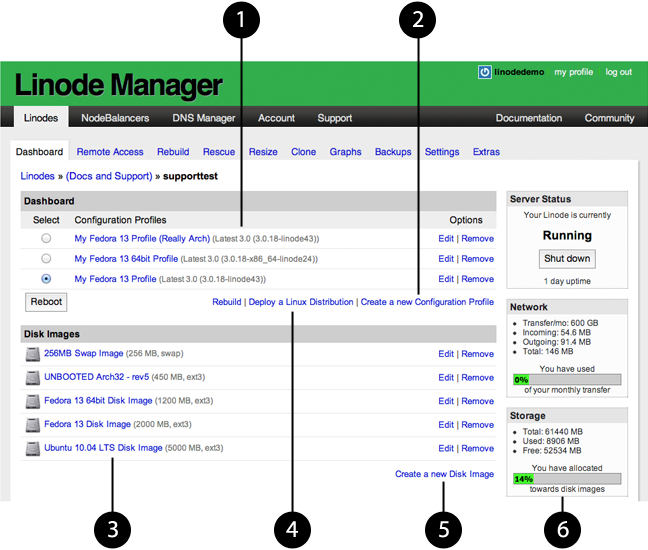 1 2
linodedemo my profile log out
Linode Manager
Linodes NodeBalancers DNS Manager Account Support Documentation Community
Dashboard Remote Access Rebuild Rescue Resize Clone Graphs Backups Settings Extras
Linodes » (Docs and Support) » supporttest
Dashboard
Select Configuration Profiles Options
My Fedora 13 Profile (Really Arch) (Latest 3.0 (3.0.18-linode43)) Edit | Remove
My Fedora 13 64bit Profile (Latest 3.0 (3.0.18-x86_64-linode24)) Edit | Remove
My Fedora 13 Profile (Latest 3.0 (3.0.18-linode43)) Edit | Remove
Reboot Rebuild | Deploy a Linux Distribution | Create a new Configuration Profile
Disk Images
256MB Swap Image (256 MB, swap) Edit | Remove
UNBOOTED Arch32 - rev5 (450 MB, ext3) Edit | Remove
Fedora 13 64bit Disk Image (1200 MB, ext3) Edit | Remove
Fedora 13 Disk Image (2000 MB, ext3) Edit | Remove
Ubuntu 10.04 LTS Disk Image (5000 MB, ext3) Edit | Remove
Create a new Disk Image
Server Status
Your Linode is currently
Running
Shut down
1 day uptime
Network
Transfer/mo: 600 GB
Incoming: 54.6 MB
Outgoing: 91.4 MB
Total: 146 MB
You have used
0%
of your monthly transfer
Storage
Total: 61440 MB
Used: 8906 MB
Free: 52534 MB
You have allocated
14%
towards disk images
3 4 5 6